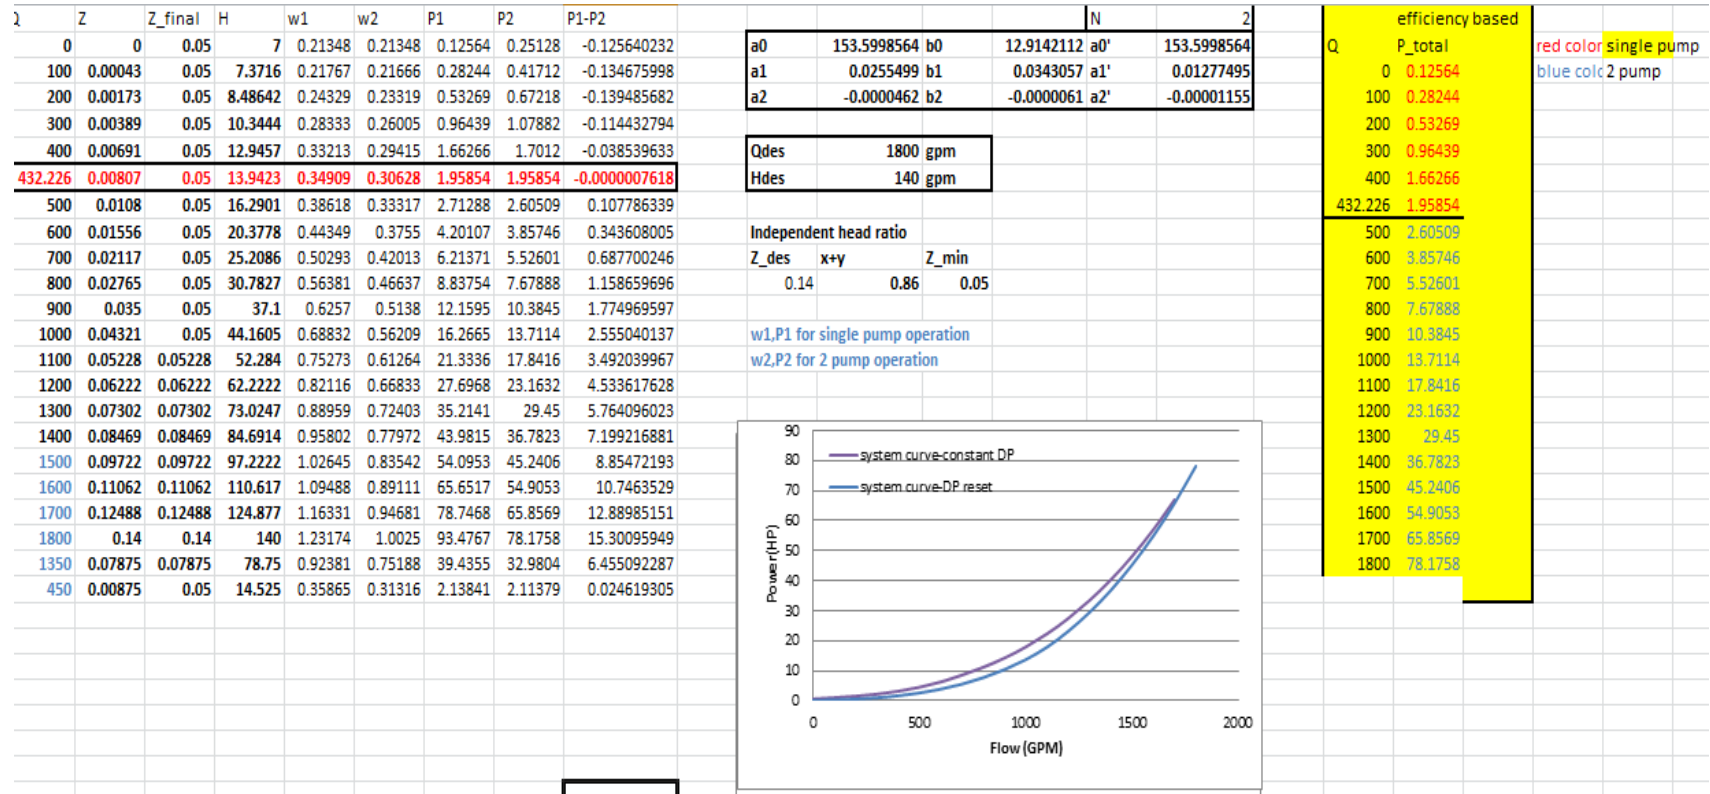 Q Z Z_final H w1 w2 P1 P2 P1-P2
0 0 0.05 7 0.21348 0.21348 0.12564 0.25128 -0.125640232
100 0.00043 0.05 7.3716 0.21767 0.21666 0.28244 0.41712 -0.134675998
200 0.00173 0.05 8.48642 0.24329 0.23319 0.53269 0.67218 -0.139485682
300 0.00389 0.05 10.3444 0.28333 0.26005 0.96439 1.07882 -0.114432794
400 0.00691 0.05 12.9457 0.33213 0.29415 1.66266 1.7012 -0.038539633
432.226 0.00807 0.05 13.9423 0.34909 0.30628 1.95854 1.95854 -0.0000007618
500 0.0108 0.05 16.2901 0.38618 0.33317 2.71288 2.60509 0.107786339
600 0.01556 0.05 20.3778 0.44349 0.3755 4.20107 3.85746 0.343608005
700 0.02117 0.05 25.2086 0.50293 0.42013 6.21371 5.52601 0.687700246
800 0.02765 0.05 30.7827 0.56381 0.46637 8.83754 7.67888 1.158659696
900 0.035 0.05 37.1 0.6257 0.5138 12.1595 10.3845 1.774969597
1000 0.04321 0.05 44.1605 0.68832 0.56209 16.2665 13.7114 2.555040137
1100 0.05228 0.05228 52.284 0.75273 0.61264 21.3336 17.8416 3.492039967
1200 0.06222 0.06222 62.2222 0.82116 0.66833 27.6968 23.1632 4.533617628
1300 0.07302 0.07302 73.0247 0.88959 0.72403 35.2141 29.45 5.764096023
1400 0.08469 0.08469 84.6914 0.95802 0.77972 43.9815 36.7823 7.199216881
1500 0.09722 0.09722 97.2222 1.02645 0.83542 54.0953 45.2406 8.85472193
1600 0.11062 0.11062 110.617 1.09488 0.89111 65.6517 54.9053 10.7463529
1700 0.12488 0.12488 124.877 1.16331 0.94681 78.7468 65.8569 12.88985151
1800 0.14 0.14 140 1.23174 1.0025 93.4767 78.1758 15.30095949
1350 0.07875 0.07875 78.75 0.92381 0.75188 39.4355 32.9804 6.455092287
450 0.00875 0.05 14.525 0.35865 0.31316 2.13841 2.11379 0.024619305
N 2
a0 153.5998564 b0 12.9142112 a0' 153.5998564
a1 0.0255499 b1 0.0343057 a1' 0.01277495
a2 -0.0000462 b2 -0.0000061 a2' -0.00001155
Qdes 1800 gpm
Hdes 140 gpm
Independent head ratio
Z_des x+y Z_min
0.14 0.86 0.05
w1,P1 for single pump operation
w2,P2 for 2 pump operation
90
80
70
60
50
40
30
20
10
0
Power(HP)
system curve-constant DP
system curve-DP reset
0 500 1000 1500 2000
Flow (GPM)
efficiency based
Q P_total
0 0.12564
100 0.28244
200 0.53269
300 0.96439
400 1.66266
432.226 1.95854
500 2.60509
600 3.85746
700 5.52601
800 7.67888
900 10.3845
1000 13.7114
1100 17.8416
1200 23.1632
1300 29.45
1400 36.7823
1500 45.2406
1600 54.9053
1700 65.8569
1800 78.1758
red color single pump
blue colo 2 pump